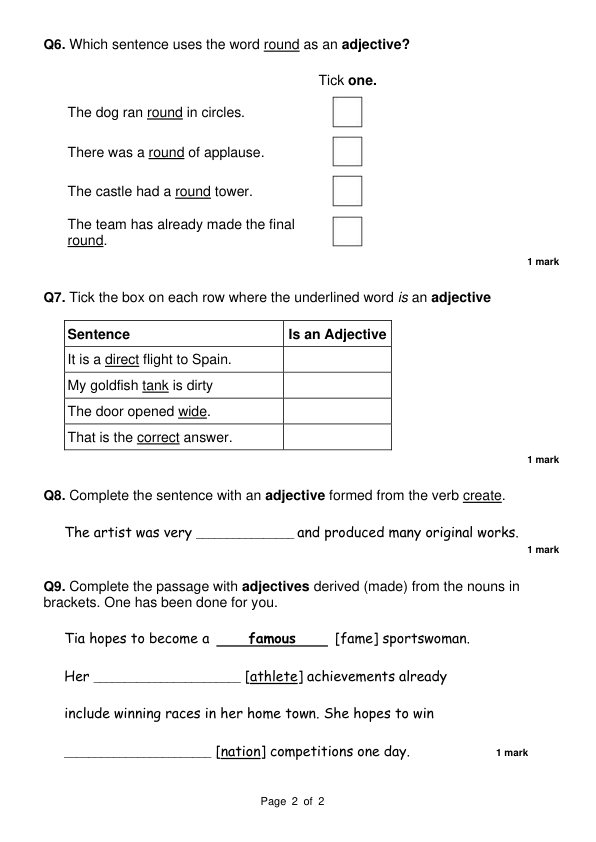 Q6. Which sentence uses the word round as an adjective?
Tick one.
The dog ran round in circles.
There was a round of applause.
The castle had a round tower.
The team has already made the final
round.
1 mark
Q7. Tick the box on each row where the underlined word is an adjective
Sentence Is an Adjective
It is a direct flight to Spain.
My goldfish tank is dirty
The door opened wide.
That is the correct answer.
1 mark
Q8. Complete the sentence with an adjective formed from the verb create.
The artist was very ____________ and produced many original works.
1 mark
Q9. Complete the passage with adjectives derived (made) from the nouns in
brackets. One has been done for you.
Tia hopes to become a famous [fame] sportswoman.
Her __________________ [athlete] achievements already
include winning races in her home town. She hopes to win
__________________ [nation] competitions one day. 1 mark
Page 2 of 2